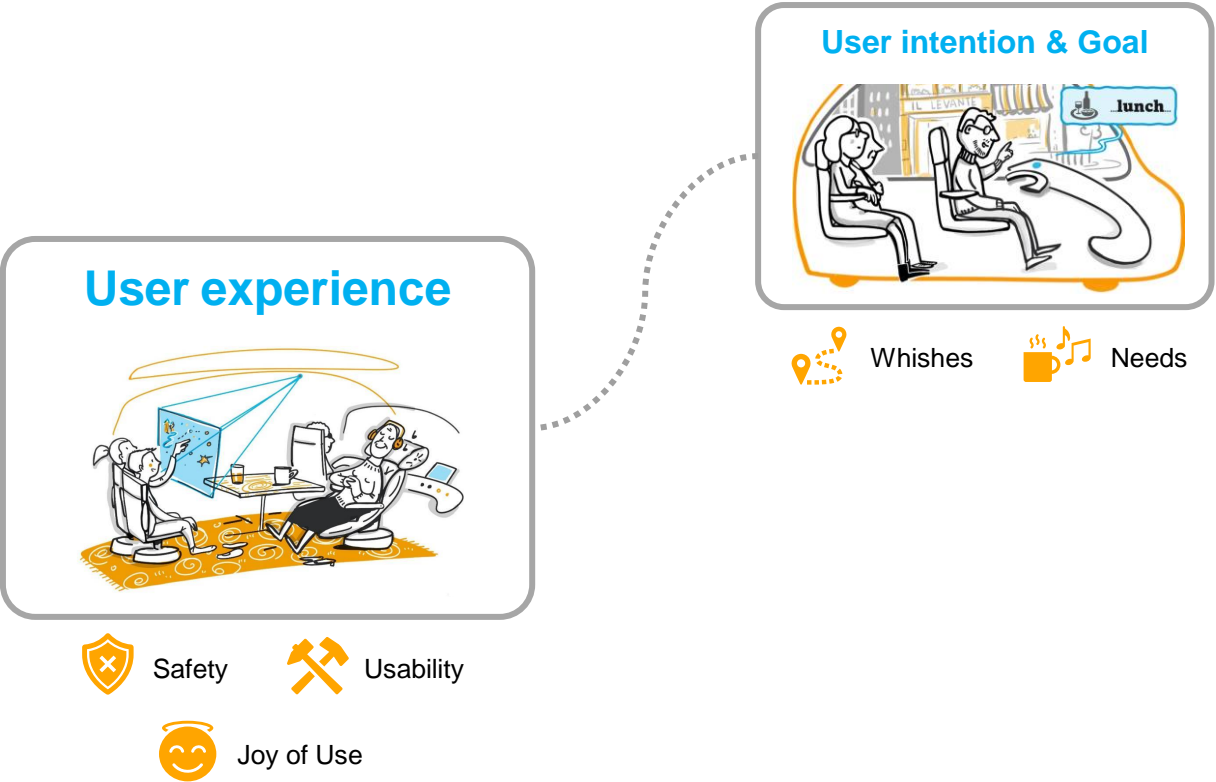 User intention & Goal
IL LEVANTE
...lunch...
Whishes
Needs
User experience
Safety
Usability
Joy of Use